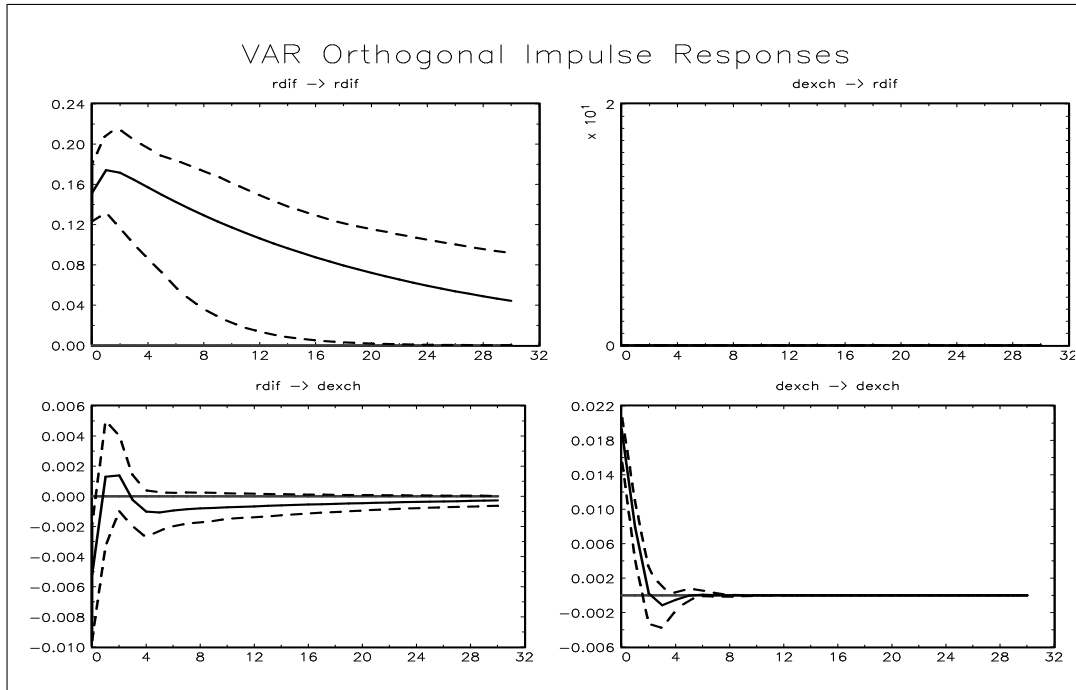 VAR Orthogonal Impulse Responses
rdif –> rdif
0.24
0.20
0.16
0.12
0.08
0.04
0.00
0 4 8 12 16 20 24 28 32
dexch –> rdif
x 10¹
2
0
0 4 8 12 16 20 24 28 32
rdif –> dexch
0.006
0.004
0.002
0.000
−0.002
−0.004
−0.006
−0.008
−0.010
0 4 8 12 16 20 24 28 32
dexch –> dexch
0.022
0.018
0.014
0.010
0.006
0.002
−0.002
−0.006
0 4 8 12 16 20 24 28 32